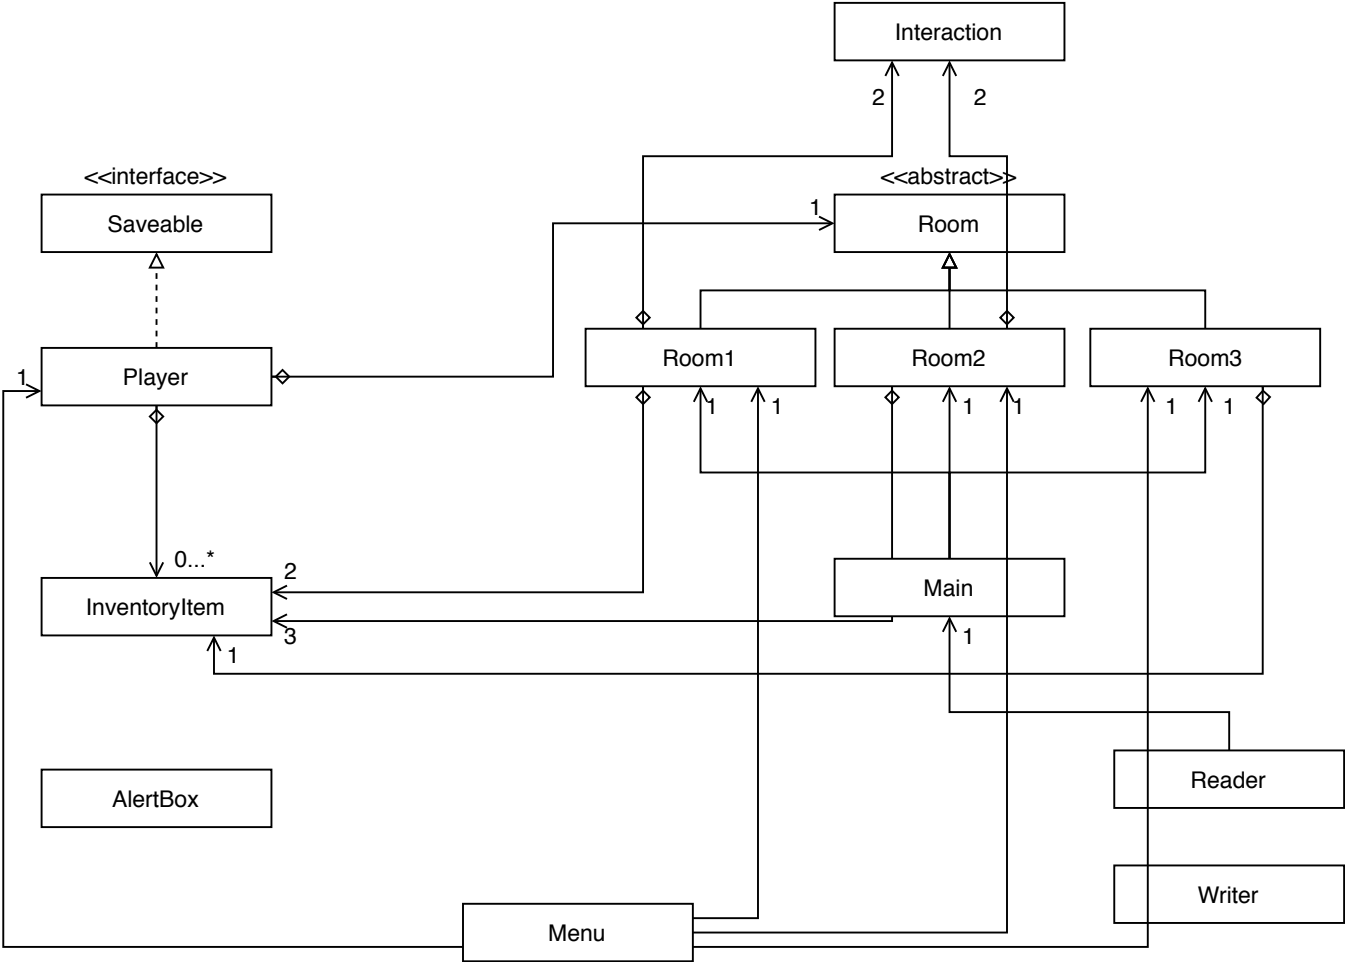 Interaction
2
2
<<interface>>
<<abstract>>
Saveable
1
Room
Room1
Room2
Room3
1
Player
1
1
1
1
1
1
0...*
2
InventoryItem
Main
3
1
1
Reader
AlertBox
Writer
Menu